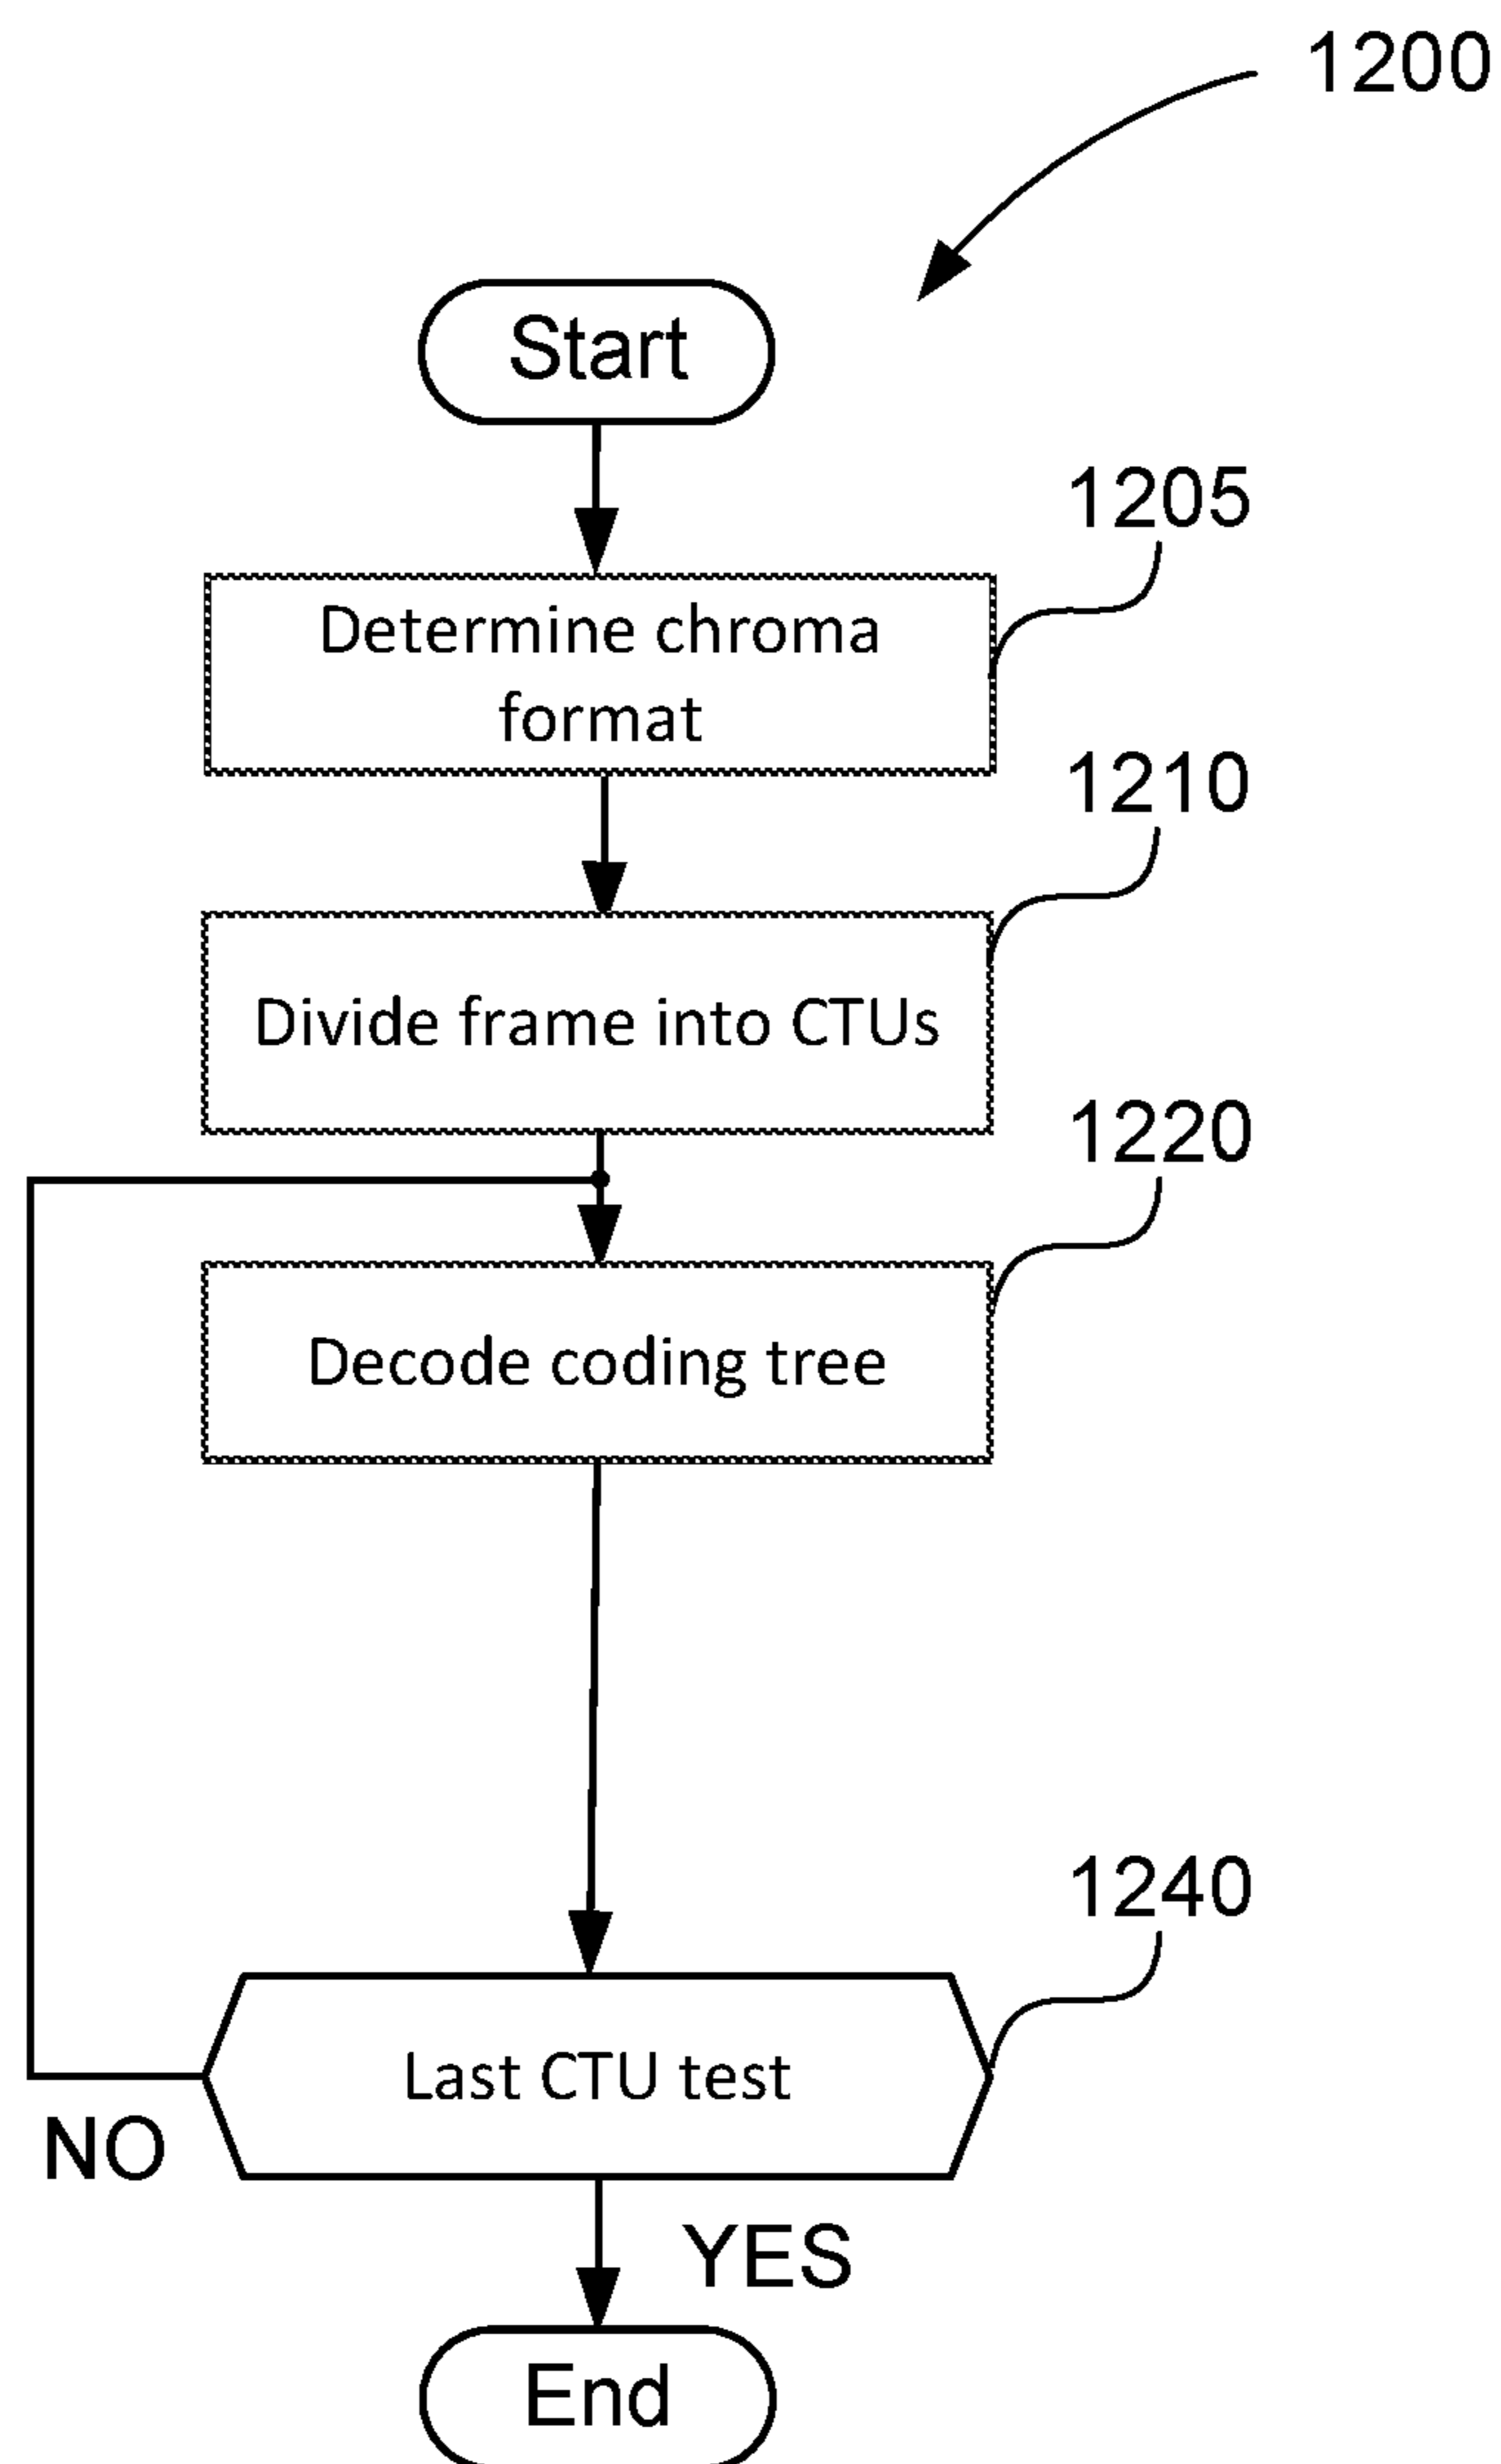 1200
Start
1205
Determine chroma
format
1210
Divide frame into CTUs
1220
Decode coding tree
1240
Last CTU test
NO
YES
End